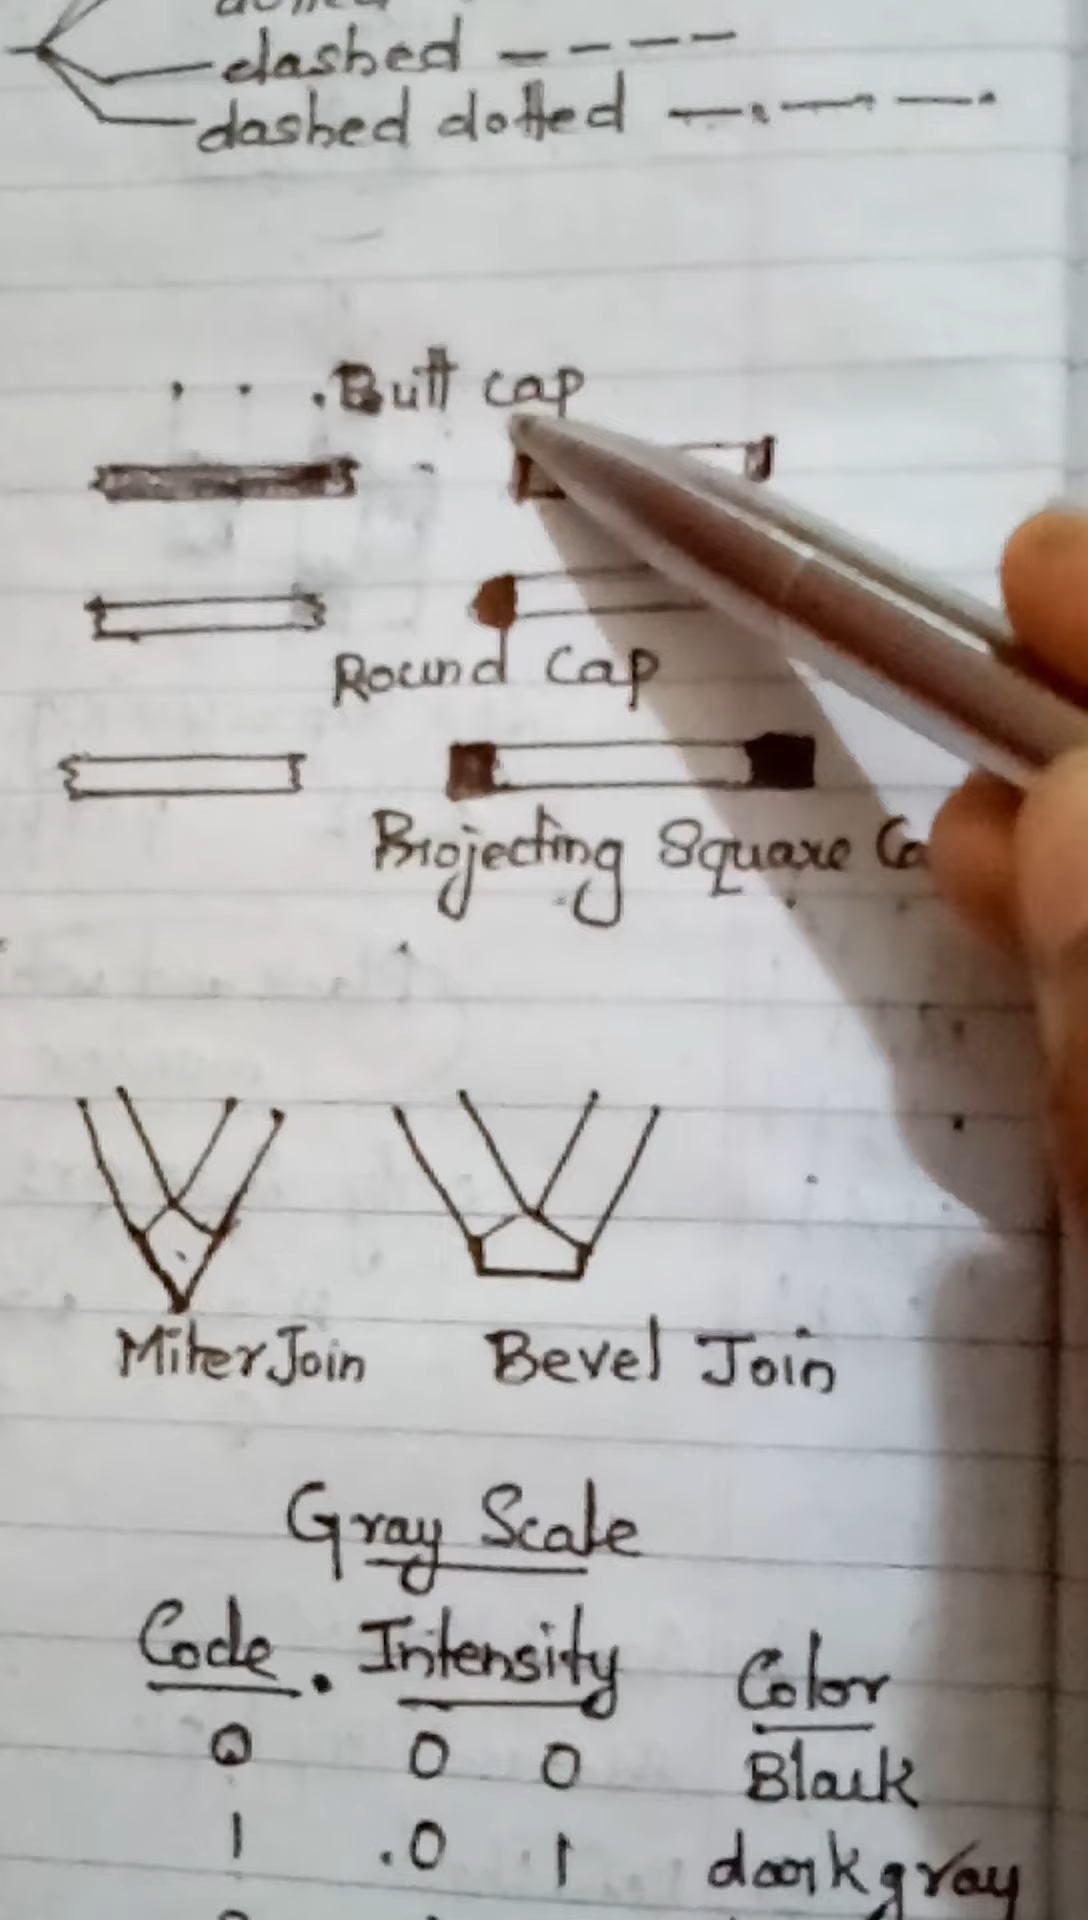 dashed
dashed dotted
Butt cap
Round Cap
Projecting Square Ca
Miter Join
Bevel Join
Gray Scale
Code Intensity Color
0 0 0 Black
1 0 1 dark gray